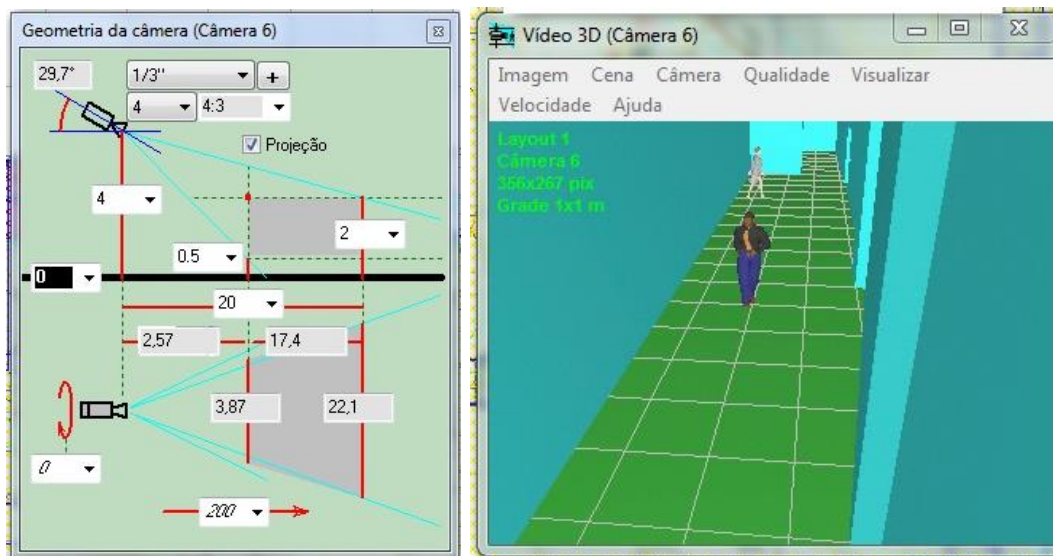 Geometria da câmera (Câmera 6)
29,7°
1/3"
+
4
4:3
Projeção
4
2
0.5
0
20
2,57
17,4
3,87
22,1
0
200
Vídeo 3D (Câmera 6)
Imagem Cena Câmera Qualidade Visualizar
Velocidade Ajuda
Layout 1
Câmera 6
356x267 pix
Grade 1x1 m